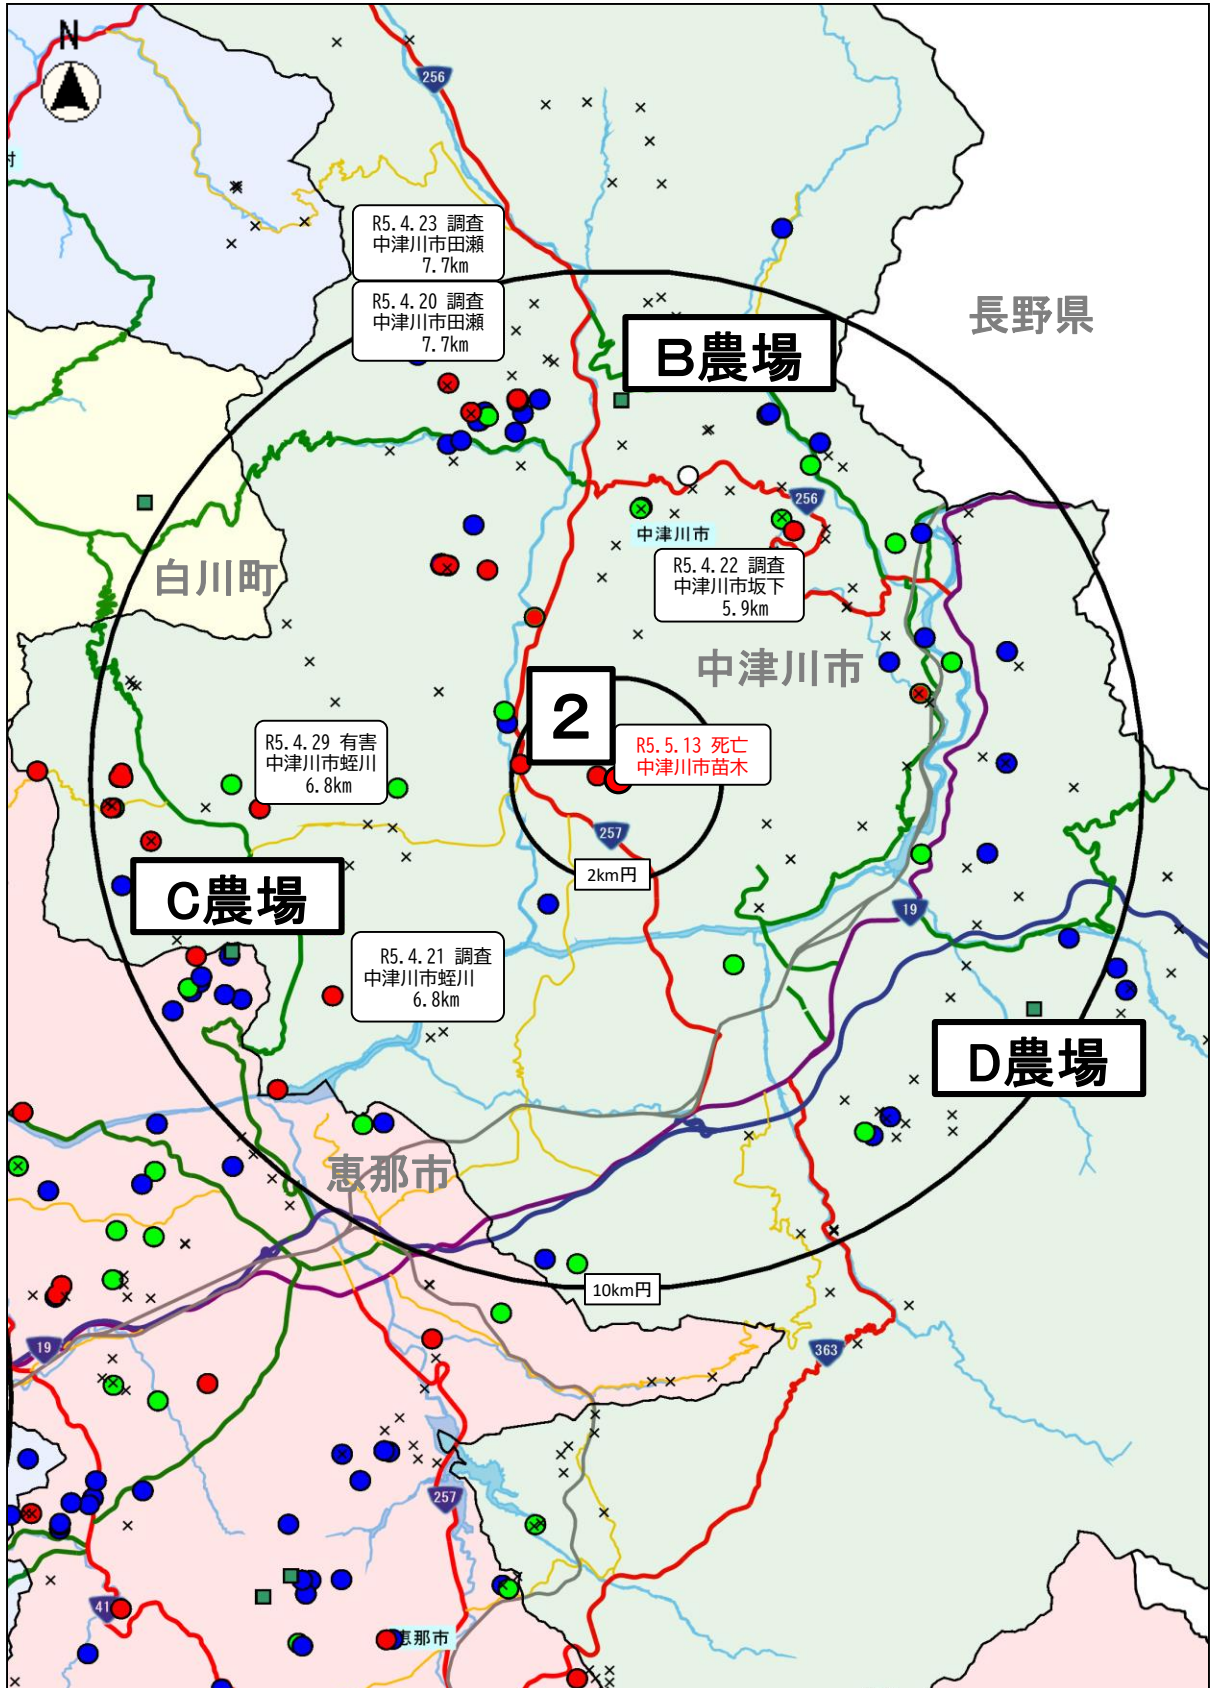 N
256
村
R5.4.23 調査
中津川市田瀬
7.7km
R5.4.20 調査
中津川市田瀬
7.7km
長野県
B農場
256
中津川市
R5.4.22 調査
中津川市坂下
5.9km
白川町
中津川市
2
R5.5.13 死亡
中津川市苗木
R5.4.29 有害
中津川市蛭川
6.8km
257
2km円
C農場
19
R5.4.21 調査
中津川市蛭川
6.8km
D農場
恵那市
10km円
19
363
257
41
恵那市